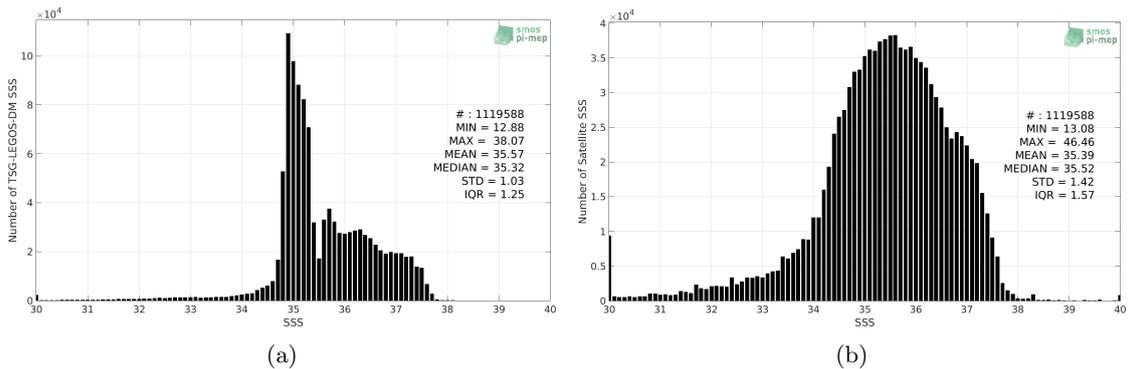 ×10⁴
smos
pi-mep
10
8
6
4
2
0
Number of TSG-LEGOS-DM SSS
# : 1119588
MIN = 12.88
MAX = 38.07
MEAN = 35.57
MEDIAN = 35.32
STD = 1.03
IQR = 1.25
30 31 32 33 34 35 36 37 38 39 40
SSS
(a)
×10⁴
smos
pi-mep
4
3.5
3
2.5
2
1.5
1
0.5
0
Number of Satellite SSS
# : 1119588
MIN = 13.08
MAX = 46.46
MEAN = 35.39
MEDIAN = 35.52
STD = 1.42
IQR = 1.57
30 31 32 33 34 35 36 37 38 39 40
SSS
(b)